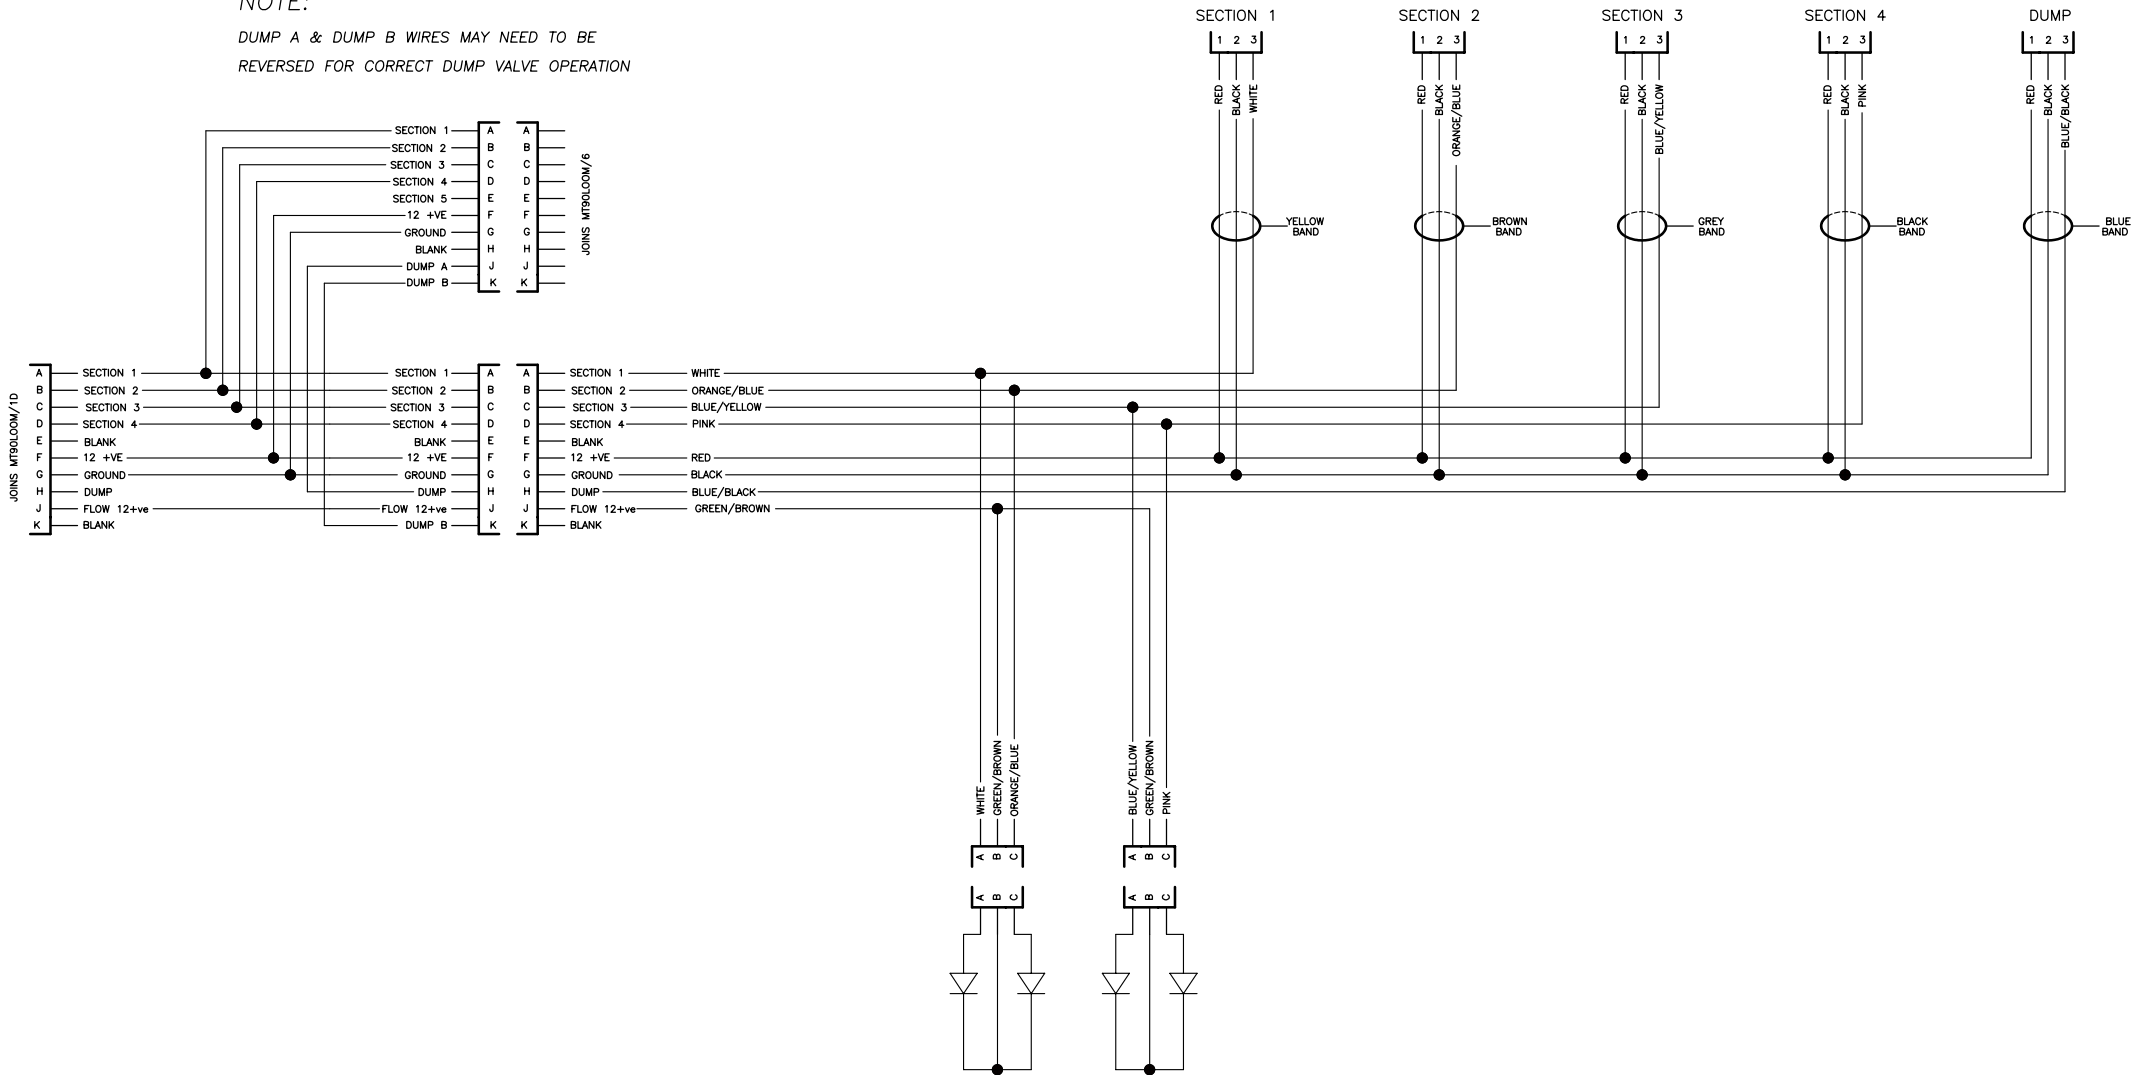 NOTE:
DUMP A & DUMP B WIRES MAY NEED TO BE
REVERSED FOR CORRECT DUMP VALVE OPERATION
SECTION 1
1 2 3
RED
BLACK
WHITE
YELLOW
BAND
SECTION 2
1 2 3
RED
BLACK
ORANGE/BLUE
BROWN
BAND
SECTION 3
1 2 3
RED
BLACK
BLUE/YELLOW
GREY
BAND
SECTION 4
1 2 3
RED
BLACK
PINK
BLACK
BAND
DUMP
1 2 3
RED
BLACK
BLUE/BLACK
BLUE
BAND
SECTION 1 A A
SECTION 2 B B
SECTION 3 C C
SECTION 4 D D
SECTION 5 E E
12 +VE F F
GROUND G G
BLANK H H
DUMP A J J
DUMP B K K
JOINS MT90LOOM/6
JOINS MT90LOOM/1D
A SECTION 1 SECTION 1 A A SECTION 1 WHITE
B SECTION 2 SECTION 2 B B SECTION 2 ORANGE/BLUE
C SECTION 3 SECTION 3 C C SECTION 3 BLUE/YELLOW
D SECTION 4 SECTION 4 D D SECTION 4 PINK
E BLANK BLANK E E BLANK
F 12 +VE 12 +VE F F 12 +VE RED
G GROUND GROUND G G GROUND BLACK
H DUMP DUMP H H DUMP BLUE/BLACK
J FLOW 12+ve FLOW 12+ve J J FLOW 12+ve GREEN/BROWN
K BLANK DUMP B K K BLANK
WHITE
GREEN/BROWN
ORANGE/BLUE
A B C
A B C
BLUE/YELLOW
GREEN/BROWN
PINK
A B C
A B C